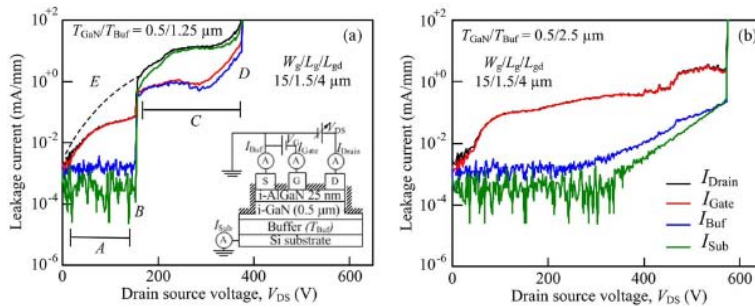 T_GaN/T_Buf = 0.5/1.25 µm
(a)
W_g/L_g/L_gd
15/1.5/4 µm
E
D
C
B
A
V_DS
V_G
I_Buf
I_Gate
I_Drain
A
A
A
S
G
D
i-AlGaN 25 nm
i-GaN (0.5 µm)
Buffer (T_Buf)
Si substrate
I_Sub
A
Leakage current (mA/mm)
10^+2
10^0
10^-2
10^-4
10^-6
0
200
400
600
Drain source voltage, V_DS (V)
T_GaN/T_Buf = 0.5/2.5 µm
(b)
W_g/L_g/L_gd
15/1.5/4 µm
I_Drain
I_Gate
I_Buf
I_Sub
Leakage current (mA/mm)
10^+2
10^0
10^-2
10^-4
10^-6
0
200
400
600
Drain source voltage, V_DS (V)